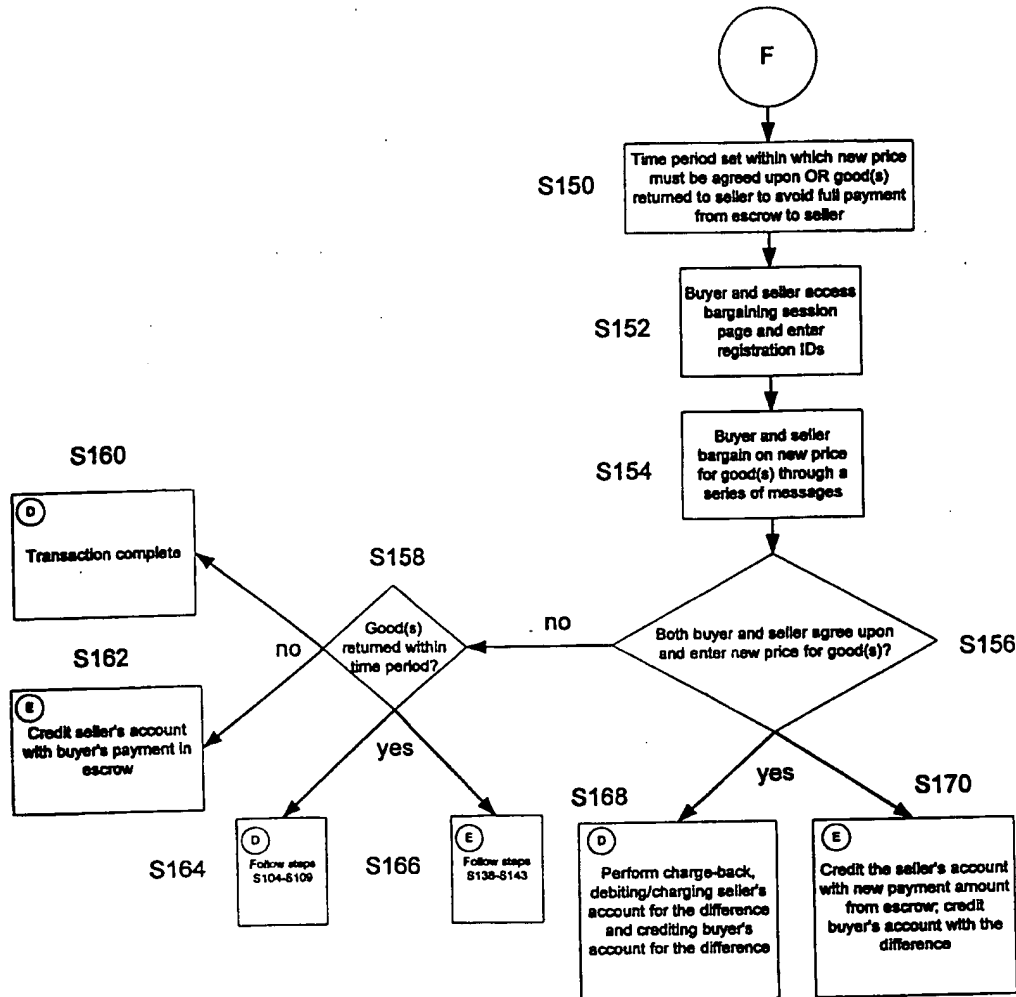 F
S150
Time period set within which new price
must be agreed upon OR good(s)
returned to seller to avoid full payment
from escrow to seller
S152
Buyer and seller access
bargaining session
page and enter
registration IDs
S154
Buyer and seller
bargain on new price
for good(s) through a
series of messages
S156
Both buyer and seller agree upon
and enter new price for good(s)?
no
yes
S158
Good(s)
returned within
time period?
no
yes
S160
D
Transaction complete
S162
E
Credit seller's account
with buyer's payment in
escrow
S164
D
Follow steps
S104-S109
S166
E
Follow steps
S138-S143
S168
D
Perform charge-back,
debiting/charging seller's
account for the difference
and crediting buyer's
account for the difference
S170
E
Credit the seller's account
with new payment amount
from escrow; credit
buyer's account with the
difference